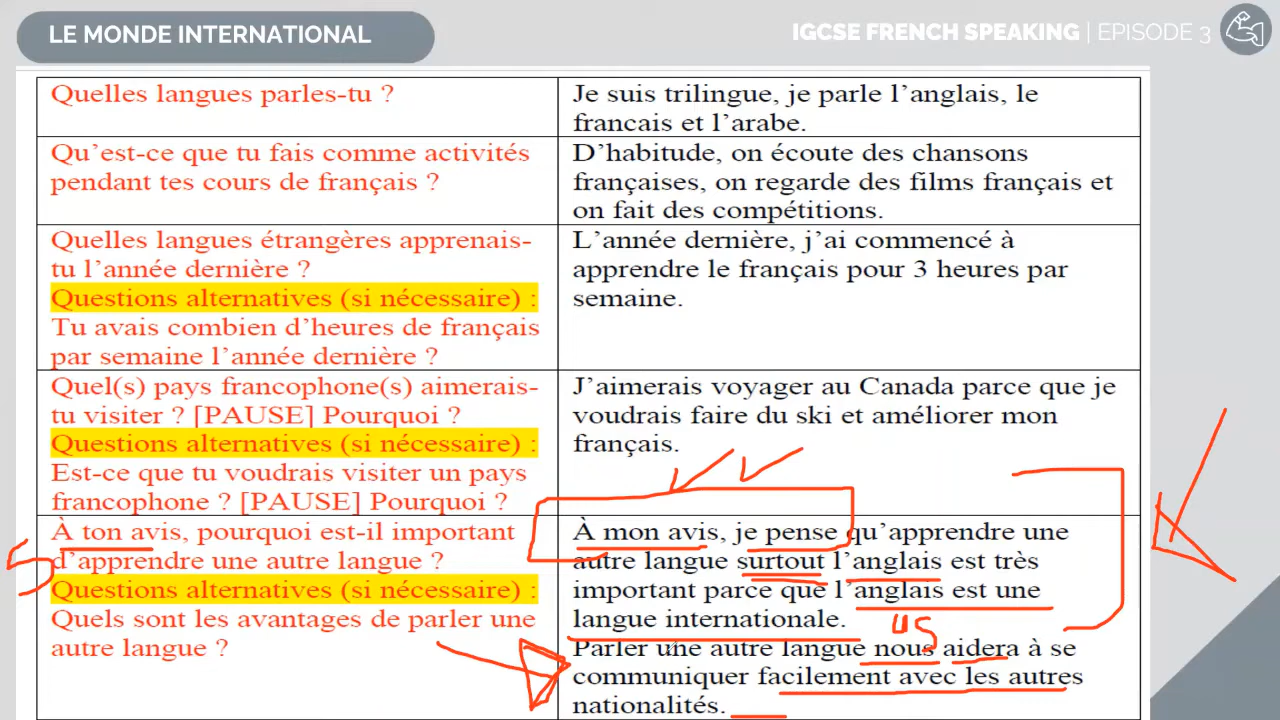 LE MONDE INTERNATIONAL
IGCSE FRENCH SPEAKING | EPISODE 3
Quelles langues parles-tu ?
Je suis trilingue, je parle l’anglais, le
francais et l’arabe.
Qu’est-ce que tu fais comme activités
pendant tes cours de français ?
D’habitude, on écoute des chansons
françaises, on regarde des films français et
on fait des compétitions.
Quelles langues étrangères apprenais-
tu l’année dernière ?
Questions alternatives (si nécessaire) :
Tu avais combien d’heures de français
par semaine l’année dernière ?
L’année dernière, j’ai commencé à
apprendre le français pour 3 heures par
semaine.
Quel(s) pays francophone(s) aimerais-
tu visiter ? [PAUSE] Pourquoi ?
Questions alternatives (si nécessaire) :
Est-ce que tu voudrais visiter un pays
francophone ? [PAUSE] Pourquoi ?
J’aimerais voyager au Canada parce que je
voudrais faire du ski et améliorer mon
français.
5
À ton avis, pourquoi est-il important
d’apprendre une autre langue ?
Questions alternatives (si nécessaire) :
Quels sont les avantages de parler une
autre langue ?
À mon avis, je pense qu’apprendre une
autre langue surtout l’anglais est très
important parce que l’anglais est une
langue internationale.
us
Parler une autre langue nous aidera à se
communiquer facilement avec les autres
nationalités.